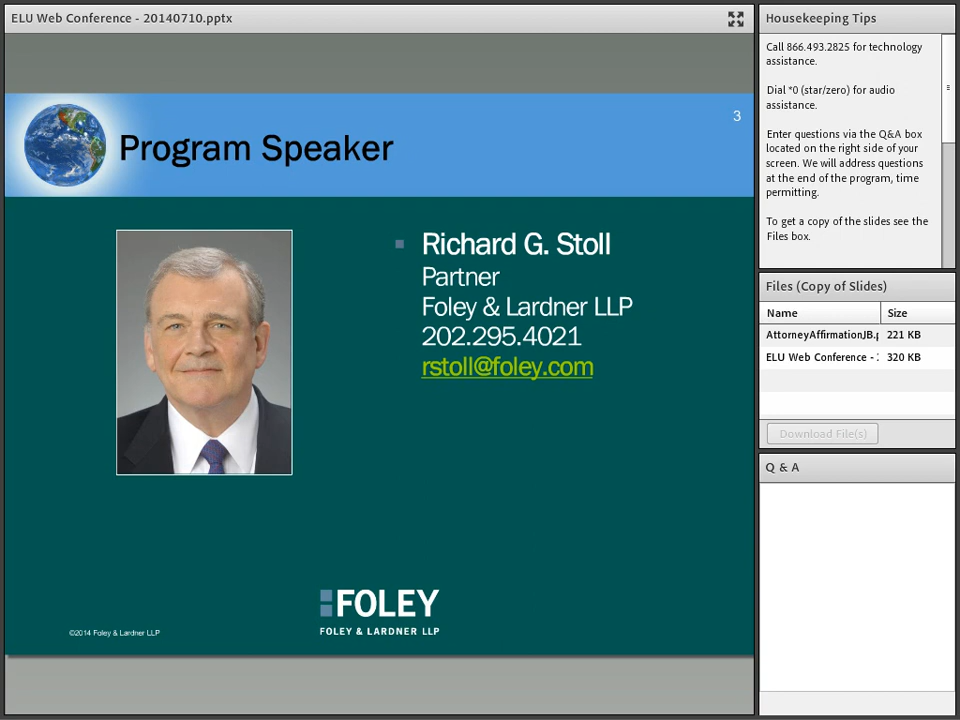 ELU Web Conference - 20140710.pptx
3
Program Speaker
Richard G. Stoll
Partner
Foley & Lardner LLP
202.295.4021
rstoll@foley.com
FOLEY
FOLEY & LARDNER LLP
©2014 Foley & Lardner LLP
Housekeeping Tips
Call 866.493.2825 for technology
assistance.
Dial *0 (star/zero) for audio
assistance.
Enter questions via the Q&A box
located on the right side of your
screen. We will address questions
at the end of the program, time
permitting.
To get a copy of the slides see the
Files box.
Files (Copy of Slides)
Name Size
AttorneyAffirmationJB.p 221 KB
ELU Web Conference - 320 KB
Download File(s)
Q & A